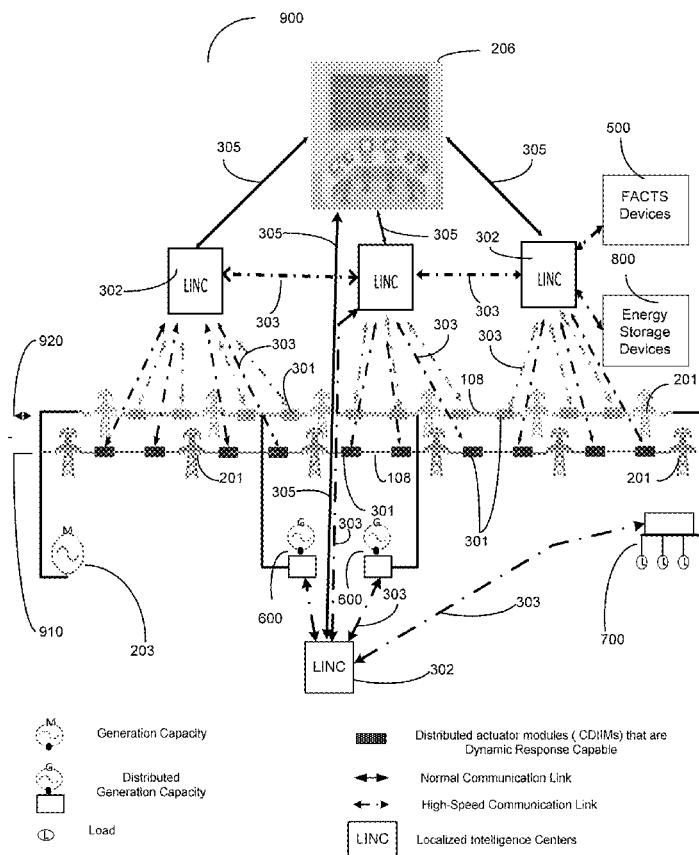 900
206
305
305
500
FACTS
Devices
305
305
302
LINC
302
LINC
LINC
800
Energy
Storage
Devices
303
303
303
303
303
920
301
108
201
201
108
301
301
201
305
303
M
G
G
600
600
303
303
700
L
L
L
910
203
LINC
302
M
Generation Capacity
G
Distributed
Generation Capacity
L
Load
Distributed actuator modules ( CDIIMs) that are
Dynamic Response Capable
Normal Communication Link
High-Speed Communication Link
LINC
Localized Intelligence Centers